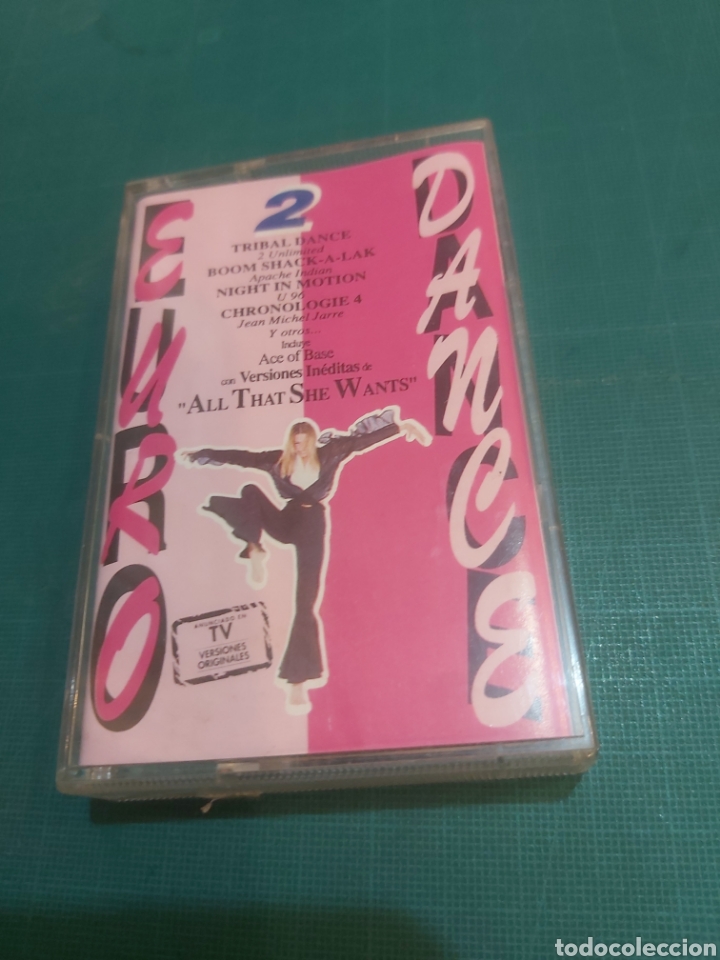 EURO
DANCE
2
TRIBAL DANCE
2 Unlimited
BOOM SHACK-A-LAK
Apache Indian
NIGHT IN MOTION
U 96
CHRONOLOGIE 4
Jean Michel Jarre
Y otros...
Incluye
Ace of Base
con Versiones Inéditas de
"ALL THAT SHE WANTS"
ANUNCIADO EN
TV
VERSIONES
ORIGINALES
todocoleccion